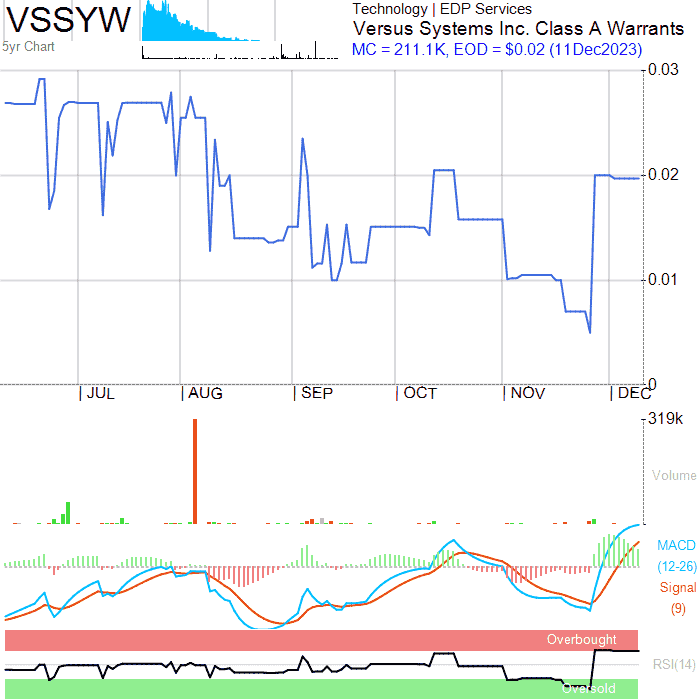 VSSYW
5yr Chart
Technology | EDP Services
Versus Systems Inc. Class A Warrants
MC = 211.1K, EOD = $0.02 (11Dec2023)
0.03
0.02
0.01
0
| JUL | AUG | SEP | OCT | NOV | DEC
319k
Volume
MACD
(12-26)
Signal
(9)
Overbought
RSI(14)
Oversold